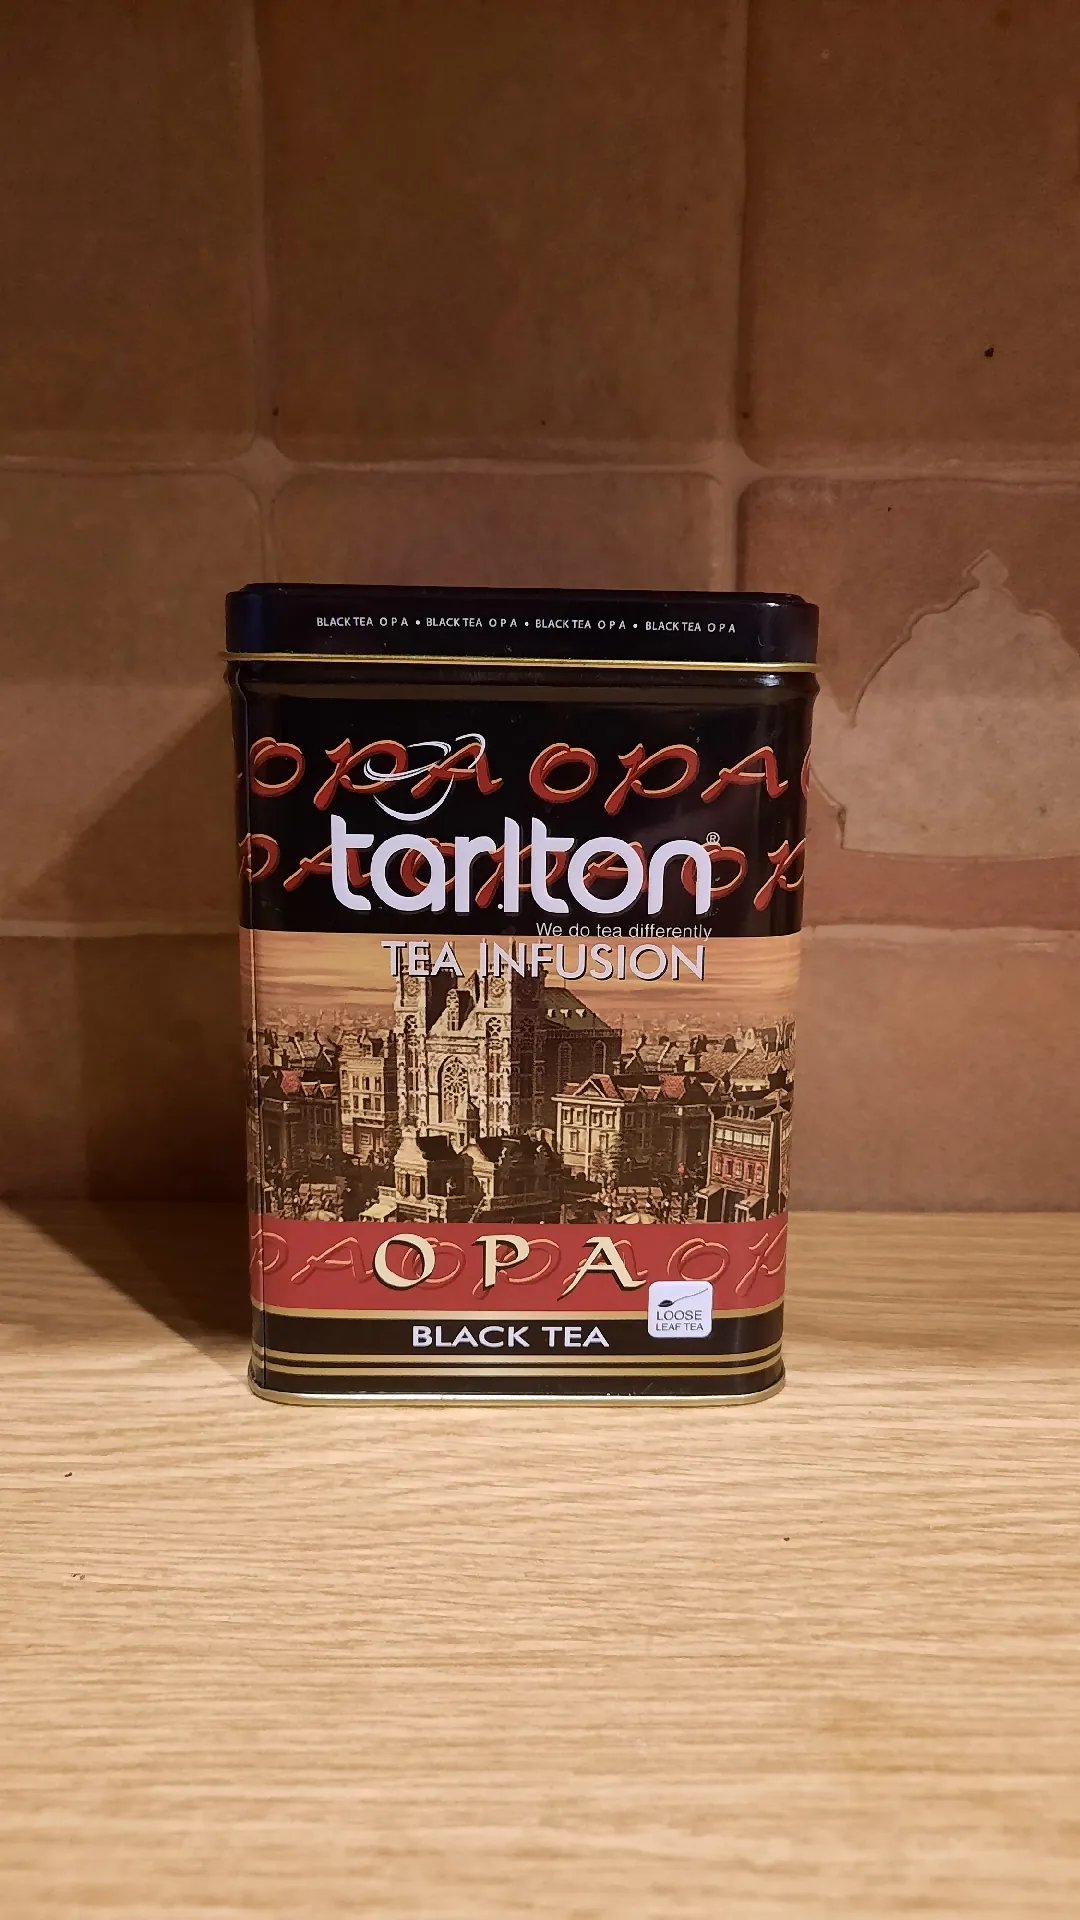 BLACK TEA O P A • BLACK TEA O P A • BLACK TEA O P A • BLACK TEA O P A
OPA OPA
tarlton®
We do tea differently
TEA INFUSION
O P A
LOOSE
LEAF TEA
BLACK TEA